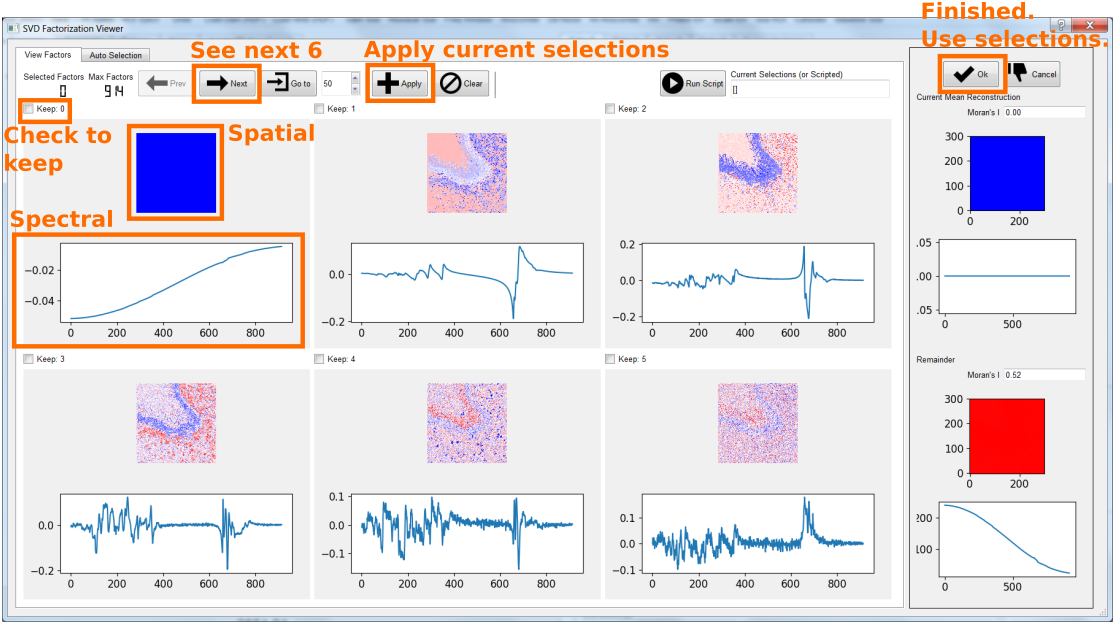 Finished.
Use selections.
SVD Factorization Viewer
View Factors
Auto Selection
See next 6
Apply current selections
Selected Factors
Max Factors
0
914
Prev
Next
Go to
50
Apply
Clear
Run Script
Current Selections (or Scripted)
[]
Ok
Cancel
Keep: 0
Keep: 1
Keep: 2
Check to
keep
Spatial
Spectral
−0.02
−0.04
0 200 400 600 800
0.0
−0.2
0 200 400 600 800
0.2
0.0
−0.2
0 200 400 600 800
Keep: 3
Keep: 4
Keep: 5
0.0
−0.2
0 200 400 600 800
0.1
0.0
−0.1
0 200 400 600 800
0.1
0.0
−0.1
0 200 400 600 800
Current Mean Reconstruction
Moran's I 0.00
300
200
100
0
0 200
.05
.00
.05
0 500
Remainder
Moran's I 0.52
300
200
100
0
0 200
200
100
0 500